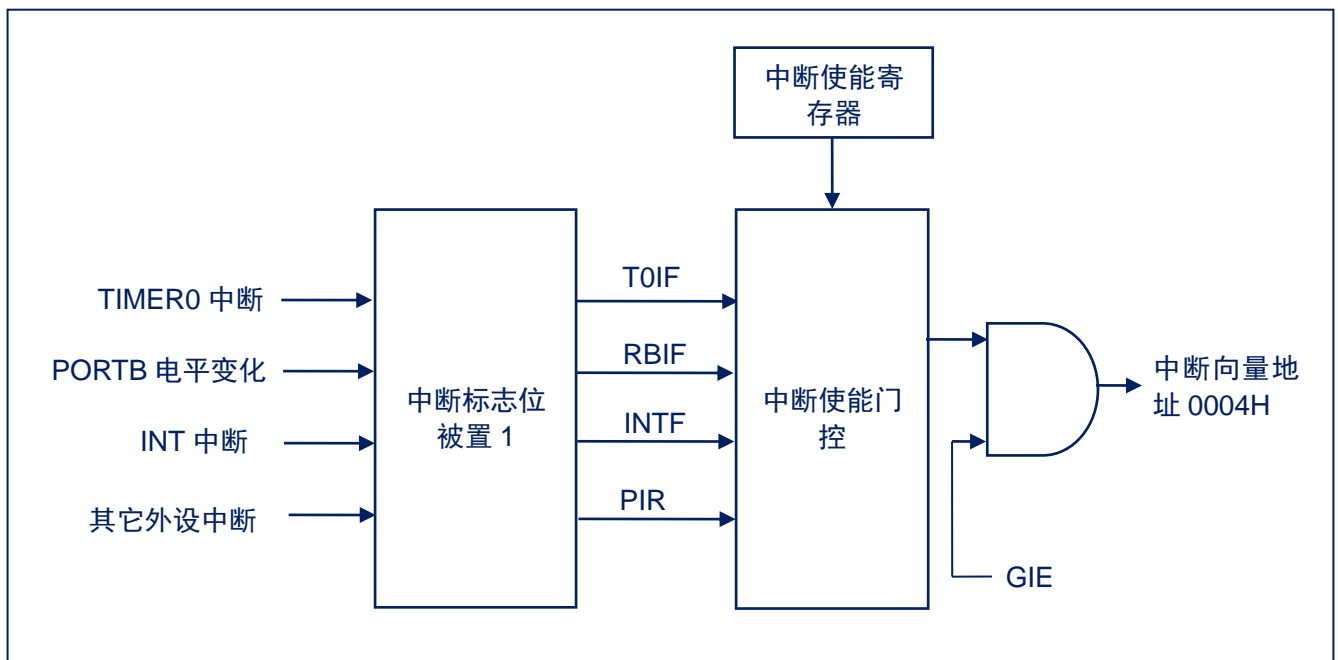 中断使能寄
存器
TIMER0 中断
PORTB 电平变化
INT 中断
其它外设中断
中断标志位
被置 1
T0IF
RBIF
INTF
PIR
中断使能门
控
GIE
中断向量地
址 0004H